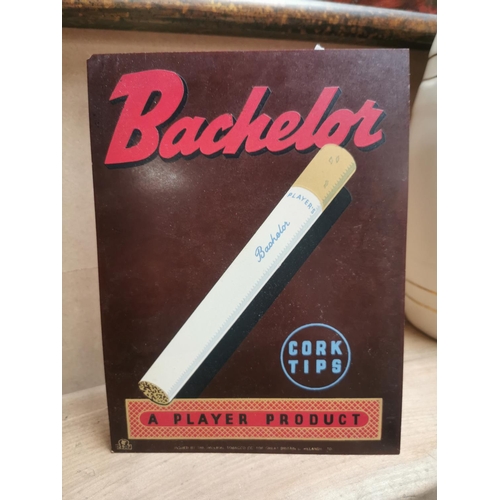 Bachelor
PLAYER'S
Bachelor
CORK
TIPS
A PLAYER PRODUCT